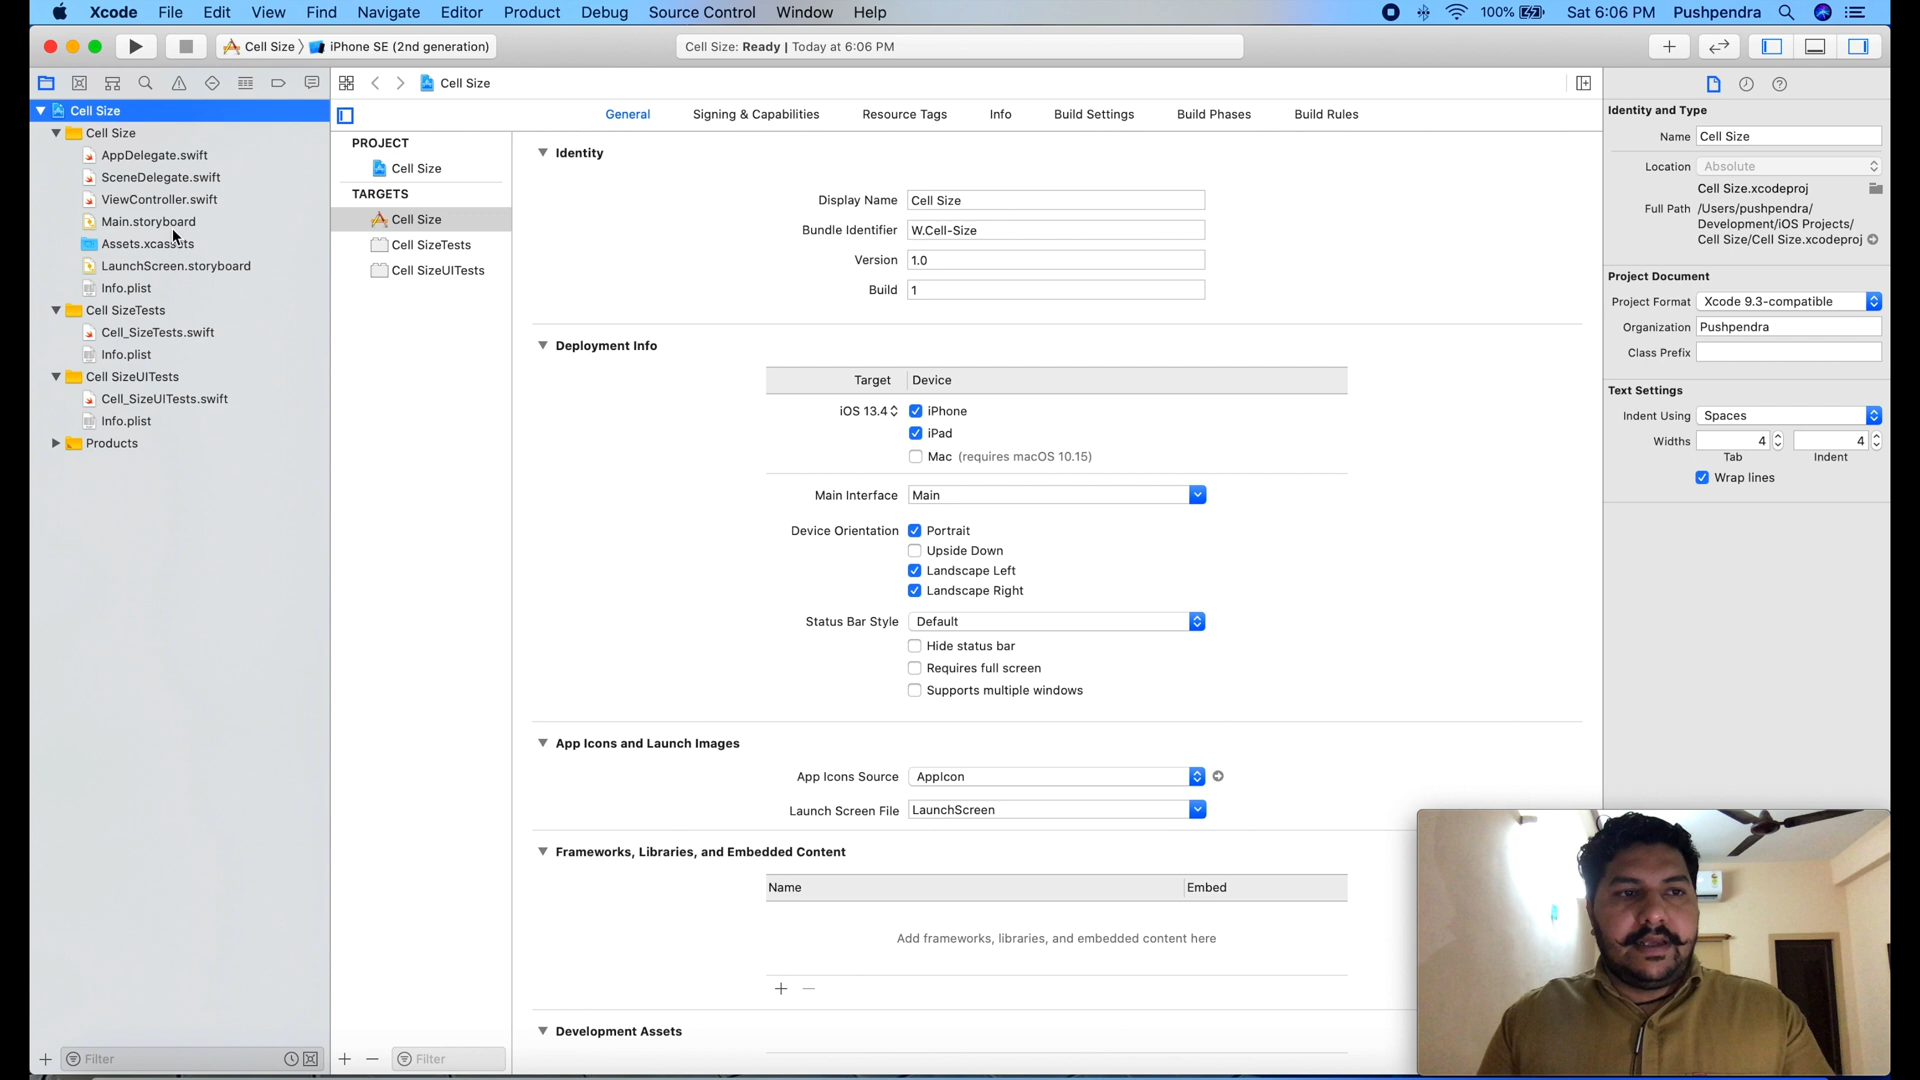 Xcode File Edit View Find Navigate Editor Product Debug Source Control Window Help 100% Sat 6:06 PM Pushpendra
Cell Size iPhone SE (2nd generation) Cell Size: Ready | Today at 6:06 PM
Cell Size
Cell Size
Cell Size
AppDelegate.swift
SceneDelegate.swift
ViewController.swift
Main.storyboard
Assets.xcassets
LaunchScreen.storyboard
Info.plist
Cell SizeTests
Cell_SizeTests.swift
Info.plist
Cell SizeUITests
Cell_SizeUITests.swift
Info.plist
Products
Filter
General Signing & Capabilities Resource Tags Info Build Settings Build Phases Build Rules
PROJECT
Cell Size
TARGETS
Cell Size
Cell SizeTests
Cell SizeUITests
Filter
Identity
Display Name Cell Size
Bundle Identifier W.Cell-Size
Version 1.0
Build 1
Deployment Info
Target Device
iOS 13.4 iPhone
iPad
Mac (requires macOS 10.15)
Main Interface Main
Device Orientation Portrait
Upside Down
Landscape Left
Landscape Right
Status Bar Style Default
Hide status bar
Requires full screen
Supports multiple windows
App Icons and Launch Images
App Icons Source AppIcon
Launch Screen File LaunchScreen
Frameworks, Libraries, and Embedded Content
Name Embed
Add frameworks, libraries, and embedded content here
Development Assets
Identity and Type
Name Cell Size
Location Absolute
Cell Size.xcodeproj
Full Path /Users/pushpendra/
Development/iOS Projects/
Cell Size/Cell Size.xcodeproj
Project Document
Project Format Xcode 9.3-compatible
Organization Pushpendra
Class Prefix
Text Settings
Indent Using Spaces
Widths 4 4
Tab Indent
Wrap lines